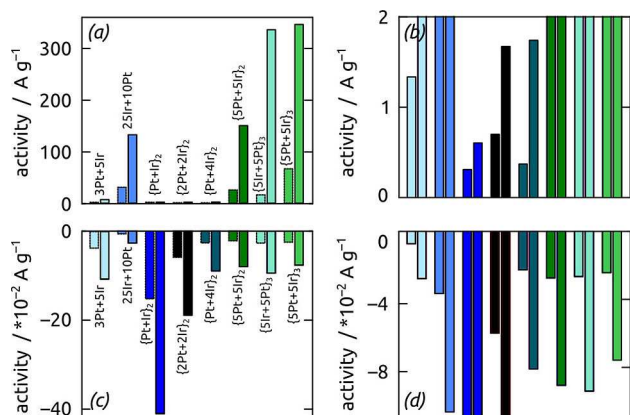 (a)
activity / A g⁻¹
300
200
100
0
3Pt+5Ir
25Ir+10Pt
{Pt+Ir}₂
{2Pt+2Ir}₂
{Pt+4Ir}₂
{5Pt+5Ir}₂
{5Ir+5Pt}₃
{5Pt+5Ir}₃
(b)
activity / A g⁻¹
2
1
0
(c)
activity / *10⁻² A g⁻¹
0
−20
−40
3Pt+5Ir
25Ir+10Pt
{Pt+Ir}₂
{2Pt+2Ir}₂
{Pt+4Ir}₂
{5Pt+5Ir}₂
{5Ir+5Pt}₃
{5Pt+5Ir}₃
(d)
activity / *10⁻² A g⁻¹
0
−4
−8